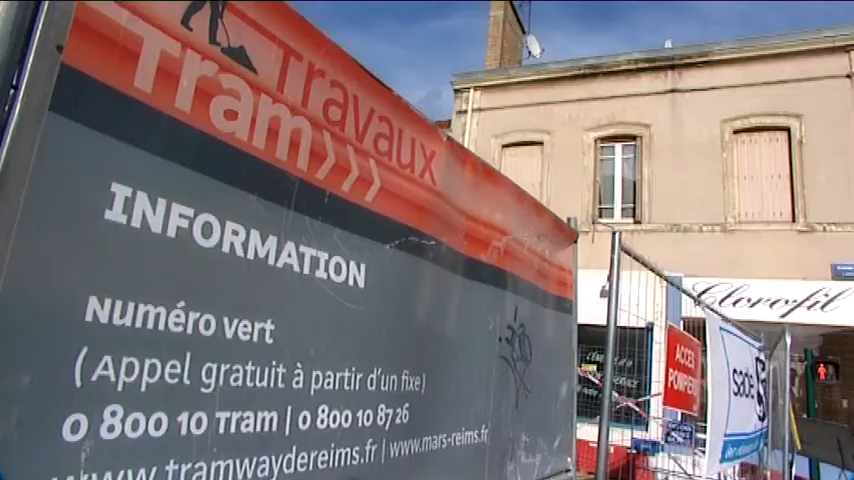 Travaux
Tram >>>
INFORMATION
Numéro vert
(Appel gratuit à partir d'un fixe)
0 800 10 TRAM | 0 800 10 87 26
www.tramwaydereims.fr | www.mars-reims.fr
Clorofil
ACCES
POMPIERS
sade